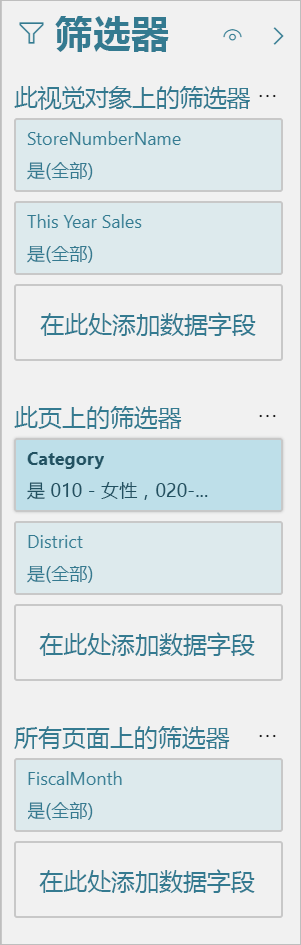 筛选器
此视觉对象上的筛选器 ...
StoreNumberName
是(全部)
This Year Sales
是(全部)
在此处添加数据字段
此页上的筛选器 ...
Category
是 010 - 女性，020-...
District
是(全部)
在此处添加数据字段
所有页面上的筛选器 ...
FiscalMonth
是(全部)
在此处添加数据字段